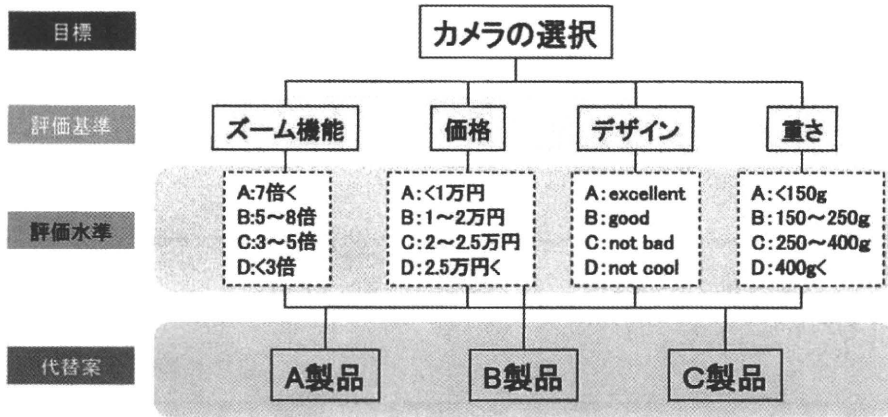 目標
カメラの選択
評価基準
ズーム機能
価格
デザイン
重さ
評価水準
A:7倍<
B:5～8倍
C:3～5倍
D:<3倍
A:<1万円
B:1～2万円
C:2～2.5万円
D:2.5万円<
A:excellent
B:good
C:not bad
D:not cool
A:<150g
B:150～250g
C:250～400g
D:400g<
代替案
A製品
B製品
C製品